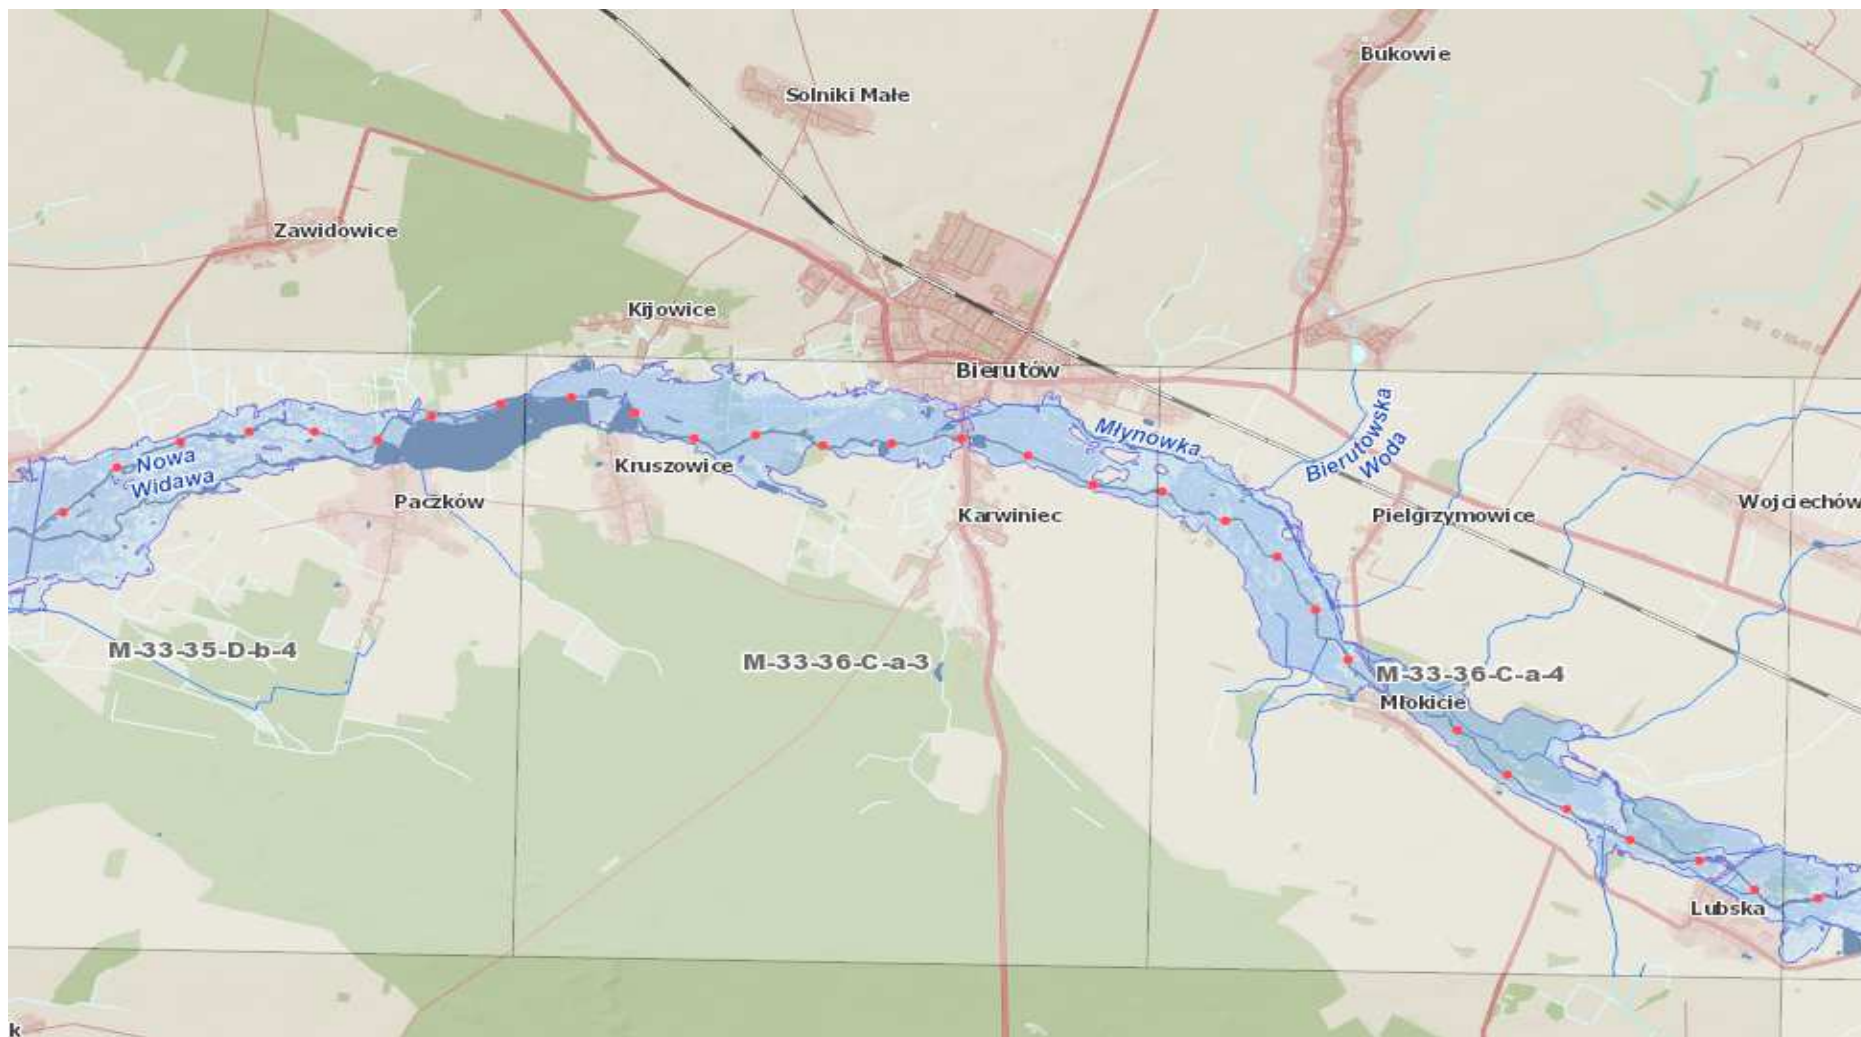 Bukowie
Solniki Małe
Zawidowice
Kijowice
Bierutów
Młynówka
Bierutowska
Woda
Nowa
Widawa
Kruszowice
Paczków
Karwiniec
Pielgrzymowice
Wojciechów
M-33-35-D-b-4
M-33-36-C-a-3
M-33-36-C-a-4
Młokicie
Lubska
k